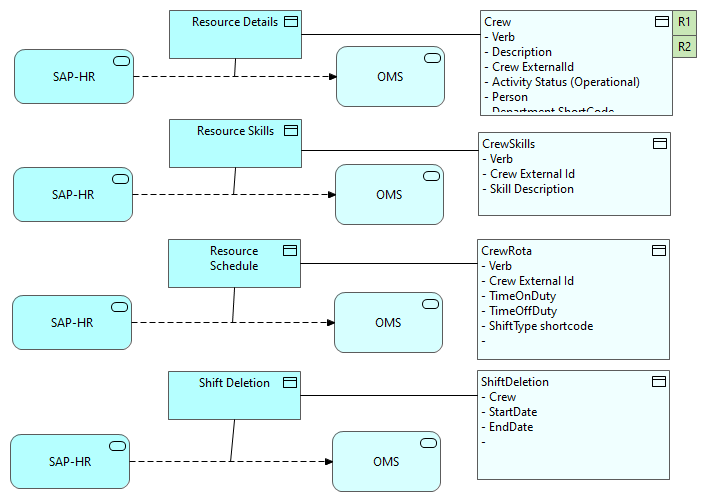 Resource Details
Crew
R1
R2
- Verb
- Description
- Crew ExternalId
- Activity Status (Operational)
- Person
- Department ShortCode
SAP-HR
OMS
Resource Skills
CrewSkills
- Verb
- Crew External Id
- Skill Description
SAP-HR
OMS
Resource
Schedule
CrewRota
- Verb
- Crew External Id
- TimeOnDuty
- TimeOffDuty
- ShiftType shortcode
-
SAP-HR
OMS
Shift Deletion
ShiftDeletion
- Crew
- StartDate
- EndDate
-
SAP-HR
OMS